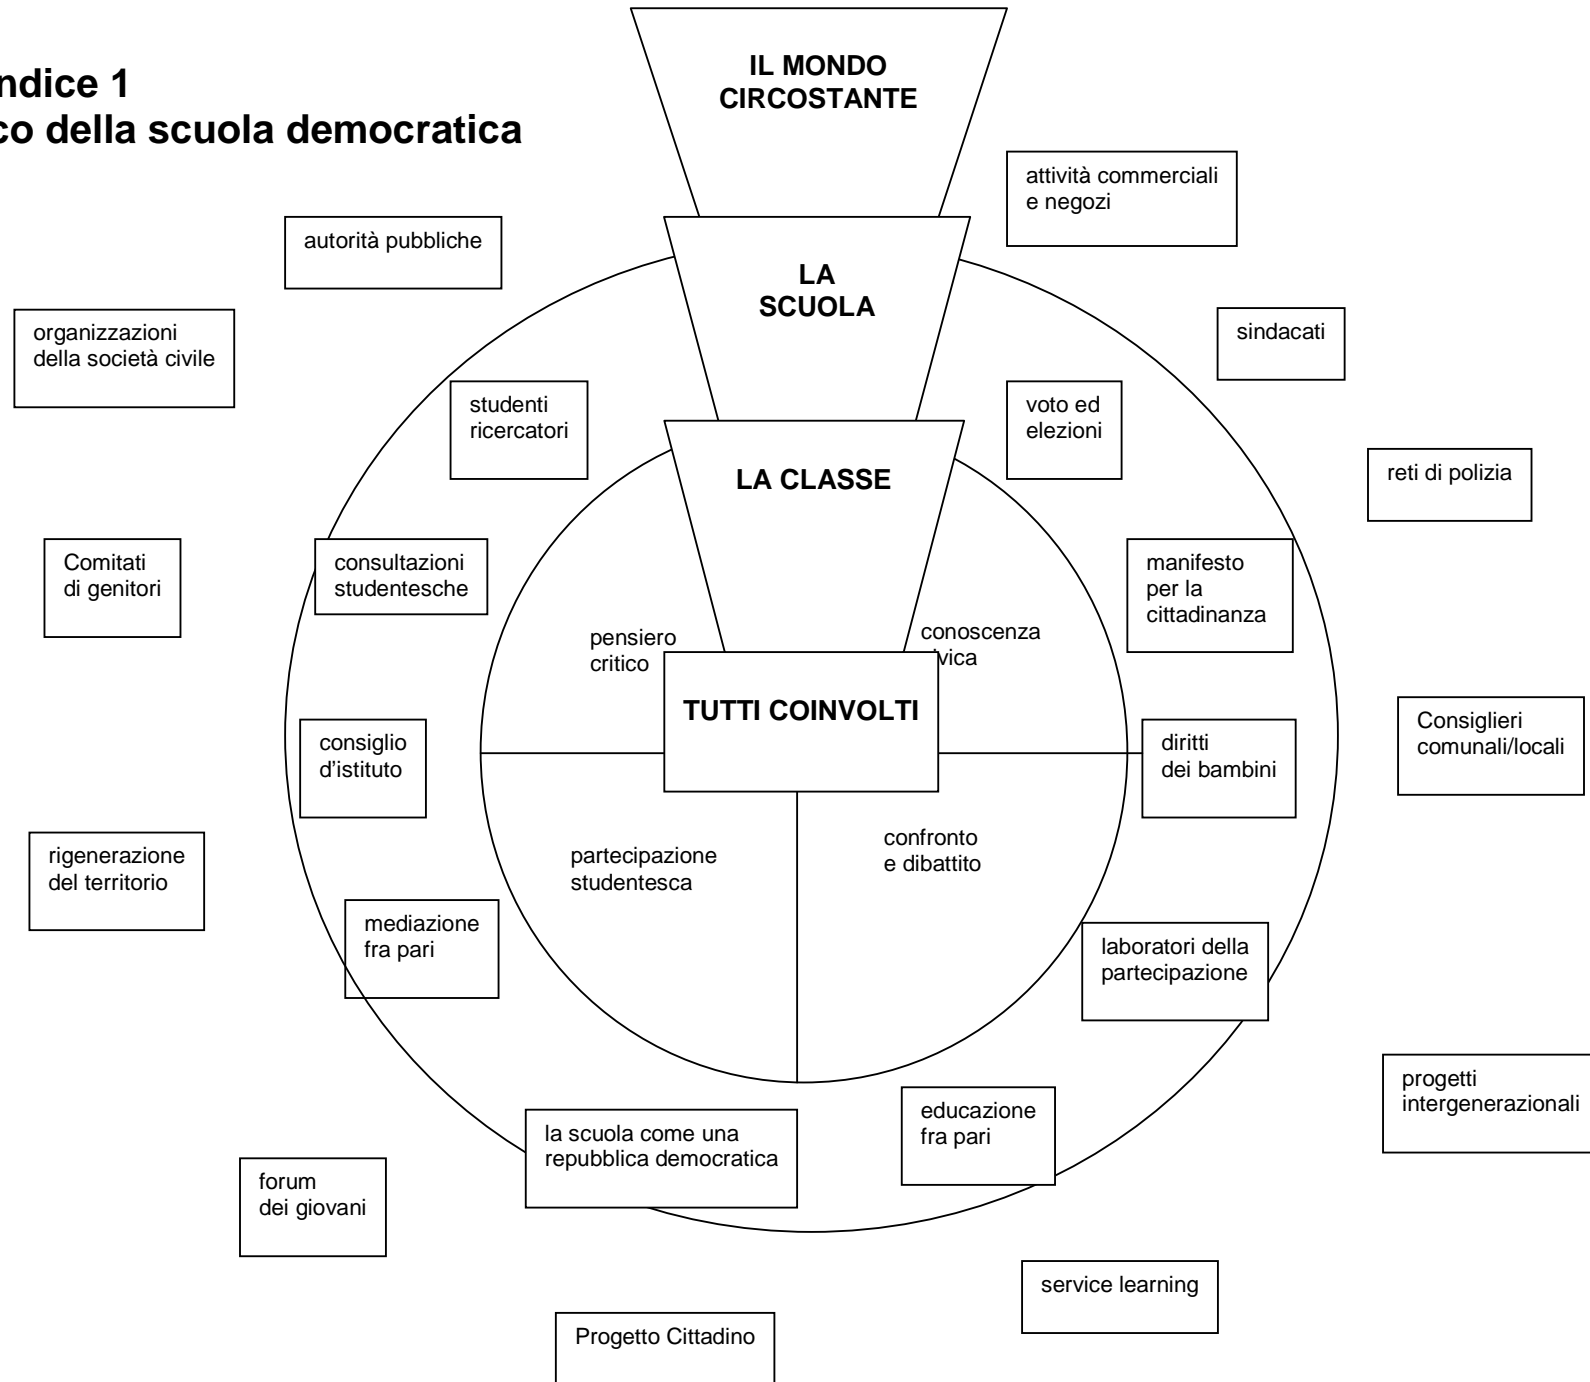 ndice 1
co della scuola democratica
IL MONDO
CIRCOSTANTE
attività commerciali
e negozi
autorità pubbliche
LA
SCUOLA
organizzazioni
della società civile
sindacati
studenti
ricercatori
voto ed
elezioni
LA CLASSE
reti di polizia
Comitati
di genitori
consultazioni
studentesche
manifesto
per la
cittadinanza
pensiero
critico
conoscenza
ivica
TUTTI COINVOLTI
consiglio
d'istituto
diritti
dei bambini
Consiglieri
comunali/locali
rigenerazione
del territorio
partecipazione
studentesca
confronto
e dibattito
mediazione
fra pari
laboratori della
partecipazione
progetti
intergenerazionali
la scuola come una
repubblica democratica
educazione
fra pari
forum
dei giovani
service learning
Progetto Cittadino